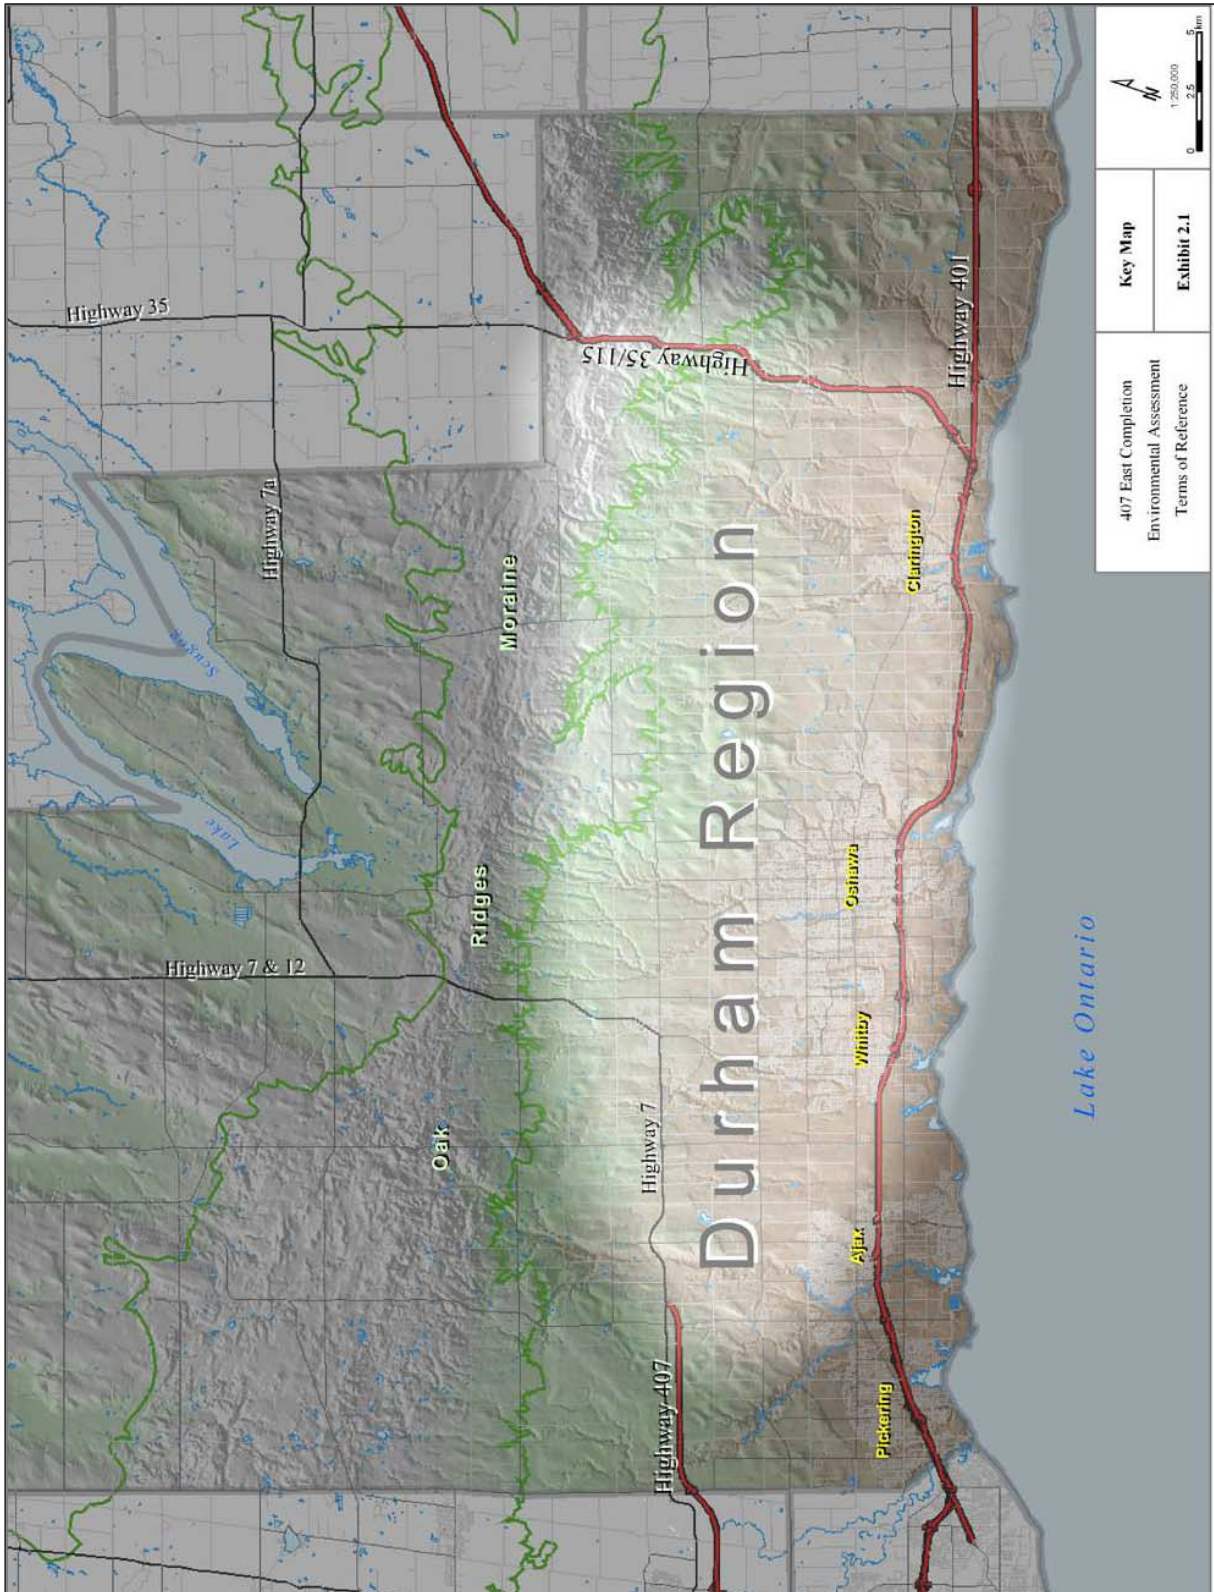 Highway 35
Highway 7a
Scugog
Lake
Highway 7 & 12
Oak
Ridges
Moraine
Highway 35/115
Highway 401
Highway 7
Highway 407
Durham Region
Pickering
Ajax
Whitby
Oshawa
Clarington
Lake Ontario
407 East Completion
Environmental Assessment
Terms of Reference
Key Map
Exhibit 2.1
N
1:250,000
0 2.5 5 km